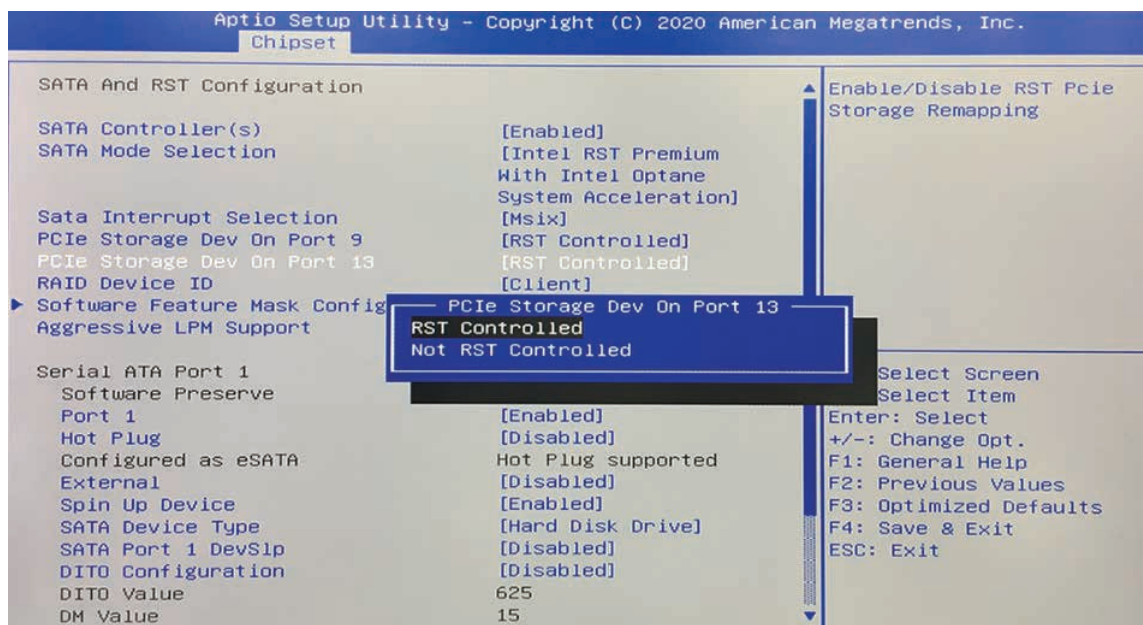 Aptio Setup Utility - Copyright (C) 2020 American Megatrends, Inc.
Chipset
SATA And RST Configuration
SATA Controller(s) [Enabled]
SATA Mode Selection [Intel RST Premium
With Intel Optane
System Acceleration]
Sata Interrupt Selection [Msix]
PCIe Storage Dev On Port 9 [RST Controlled]
PCIe Storage Dev On Port 13 [RST Controlled]
RAID Device ID [Client]
Software Feature Mask Config
Aggressive LPM Support
PCIe Storage Dev On Port 13
RST Controlled
Not RST Controlled
Serial ATA Port 1
Software Preserve
Port 1 [Enabled]
Hot Plug [Disabled]
Configured as eSATA Hot Plug supported
External [Disabled]
Spin Up Device [Enabled]
SATA Device Type [Hard Disk Drive]
SATA Port 1 DevSlp [Disabled]
DITO Configuration [Disabled]
DITO Value 625
DM Value 15
Enable/Disable RST Pcie
Storage Remapping
Select Screen
Select Item
Enter: Select
+/-: Change Opt.
F1: General Help
F2: Previous Values
F3: Optimized Defaults
F4: Save & Exit
ESC: Exit